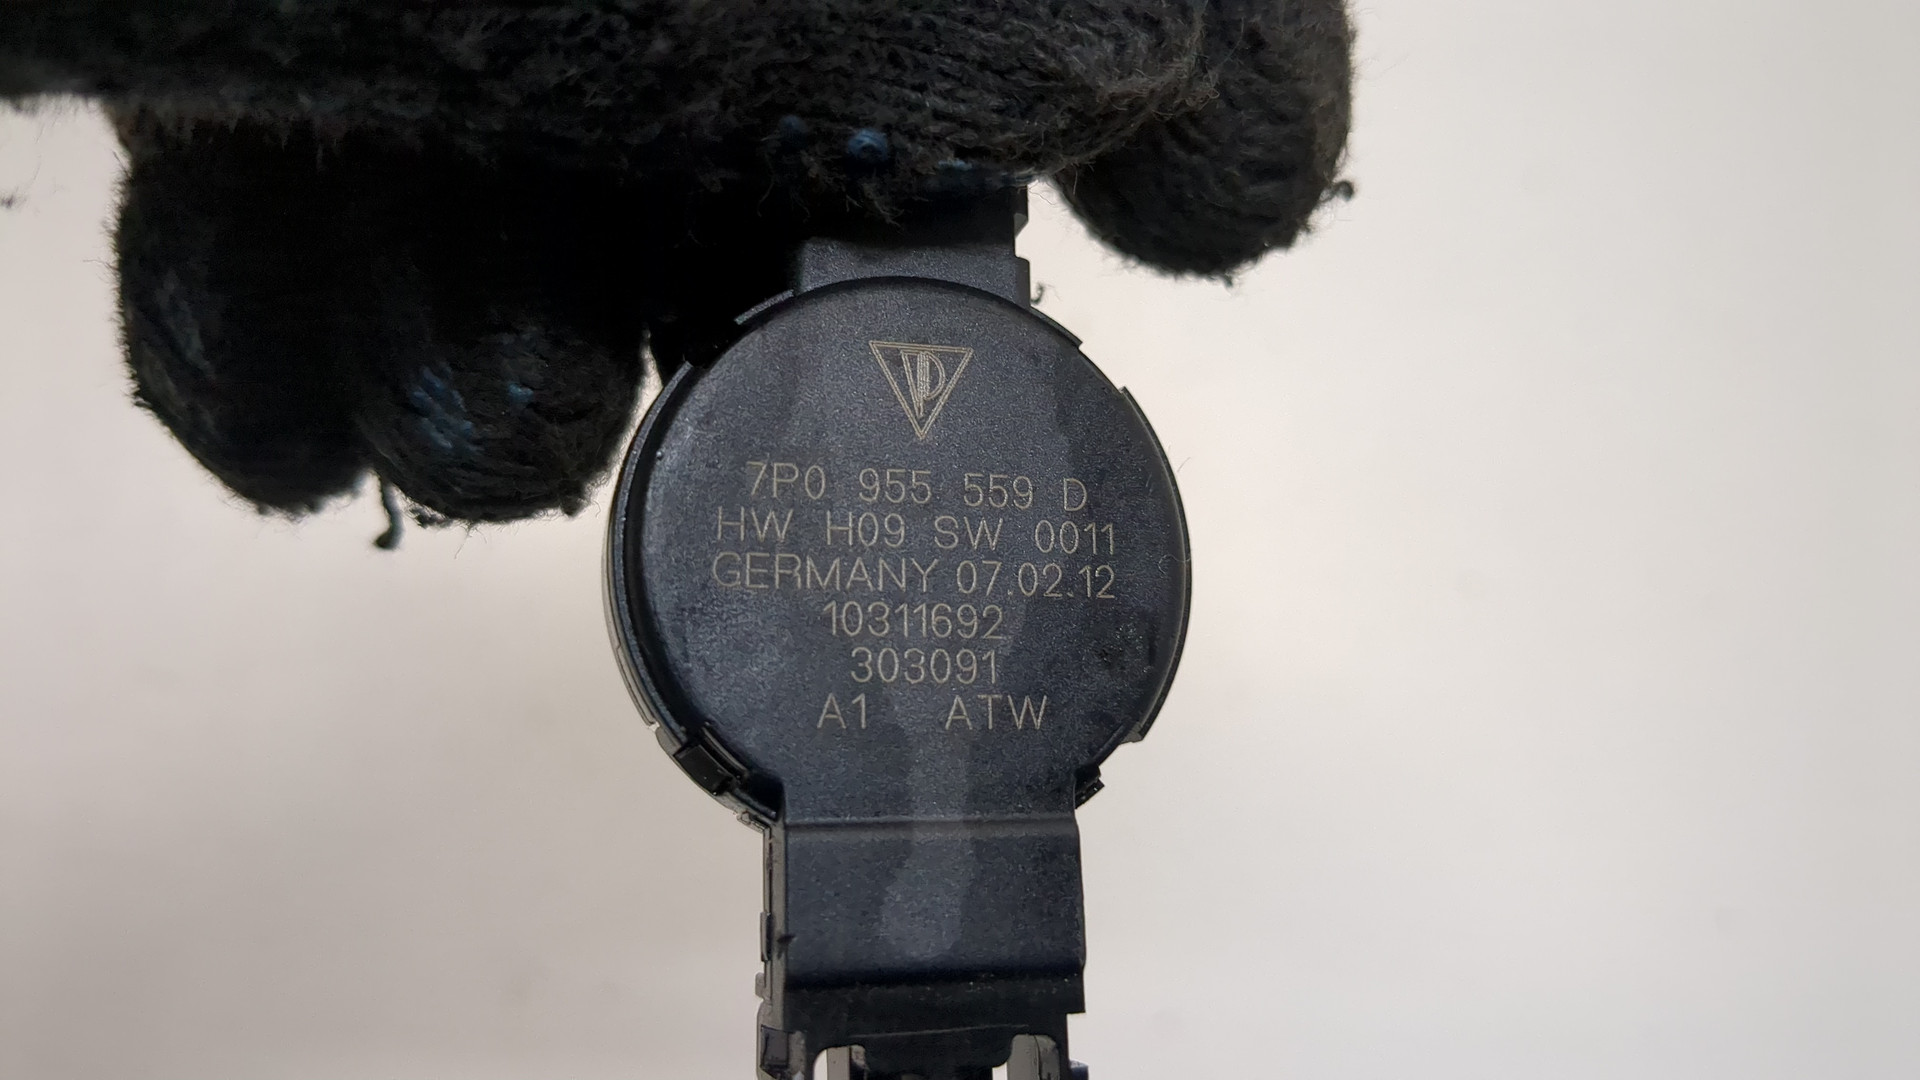 P
7P0 955 559 D
HW H09 SW 0011
GERMANY 07.02.12
10311692
303091
A1 ATW